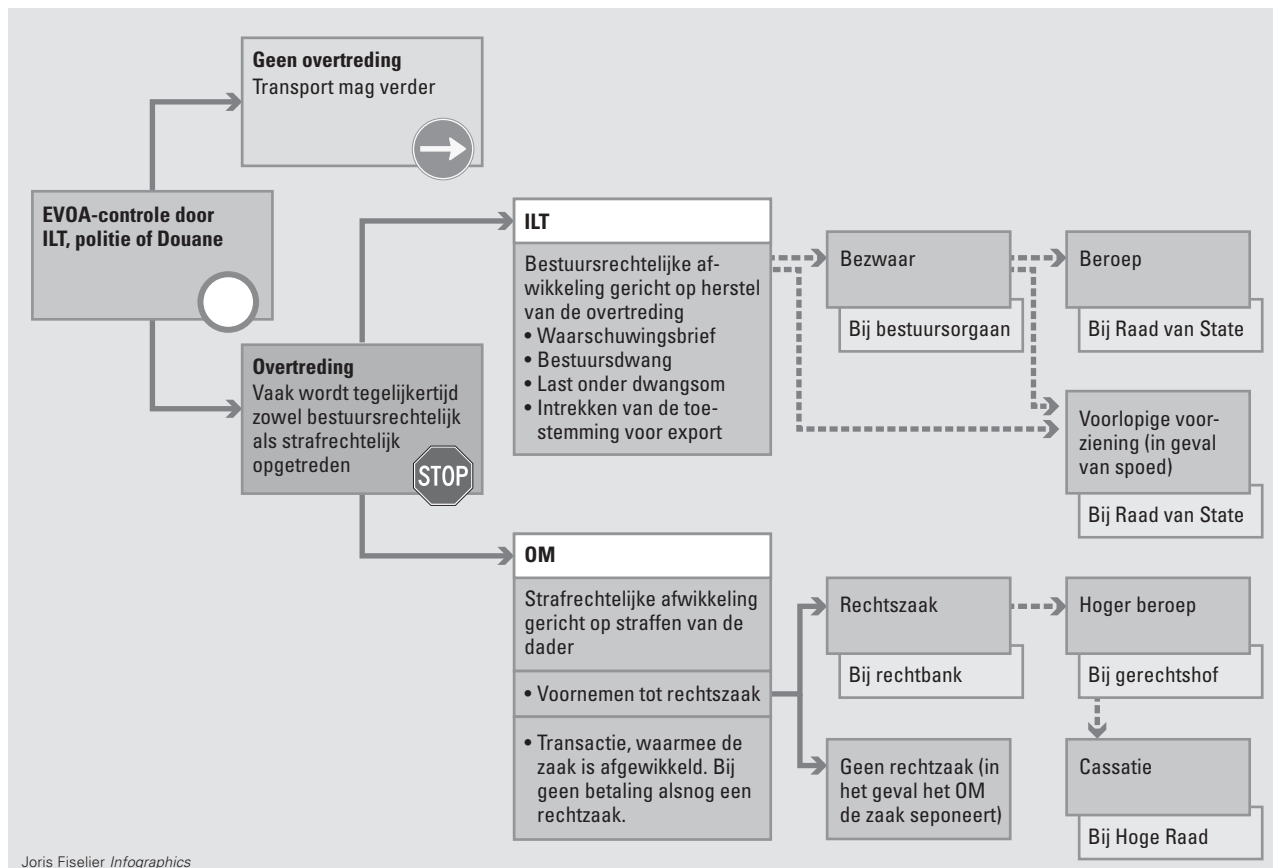 Geen overtreding
Transport mag verder
EVOA-controle door
ILT, politie of Douane
Overtreding
Vaak wordt tegelijkertijd
zowel bestuursrechtelijk
als strafrechtelijk
opgetreden
STOP
ILT
Bestuursrechtelijke af-
wikkeling gericht op herstel
van de overtreding
• Waarschuwingsbrief
• Bestuursdwang
• Last onder dwangsom
• Intrekken van de toe-
stemming voor export
Bezwaar
Bij bestuursorgaan
Beroep
Bij Raad van State
Voorlopige voor-
ziening (in geval
van spoed)
Bij Raad van State
OM
Strafrechtelijke afwikkeling
gericht op straffen van de
dader
• Voornemen tot rechtszaak
• Transactie, waarmee de
zaak is afgewikkeld. Bij
geen betaling alsnog een
rechtzaak.
Rechtszaak
Bij rechtbank
Hoger beroep
Bij gerechtshof
Geen rechtzaak (in
het geval het OM
de zaak seponeert)
Cassatie
Bij Hoge Raad
Joris Fiselier Infographics